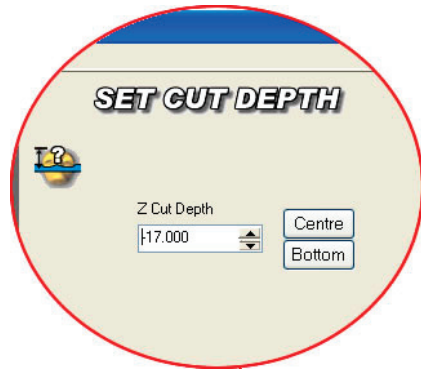 SET CUT DEPTH
?
Z Cut Depth
-17.000
Centre
Bottom